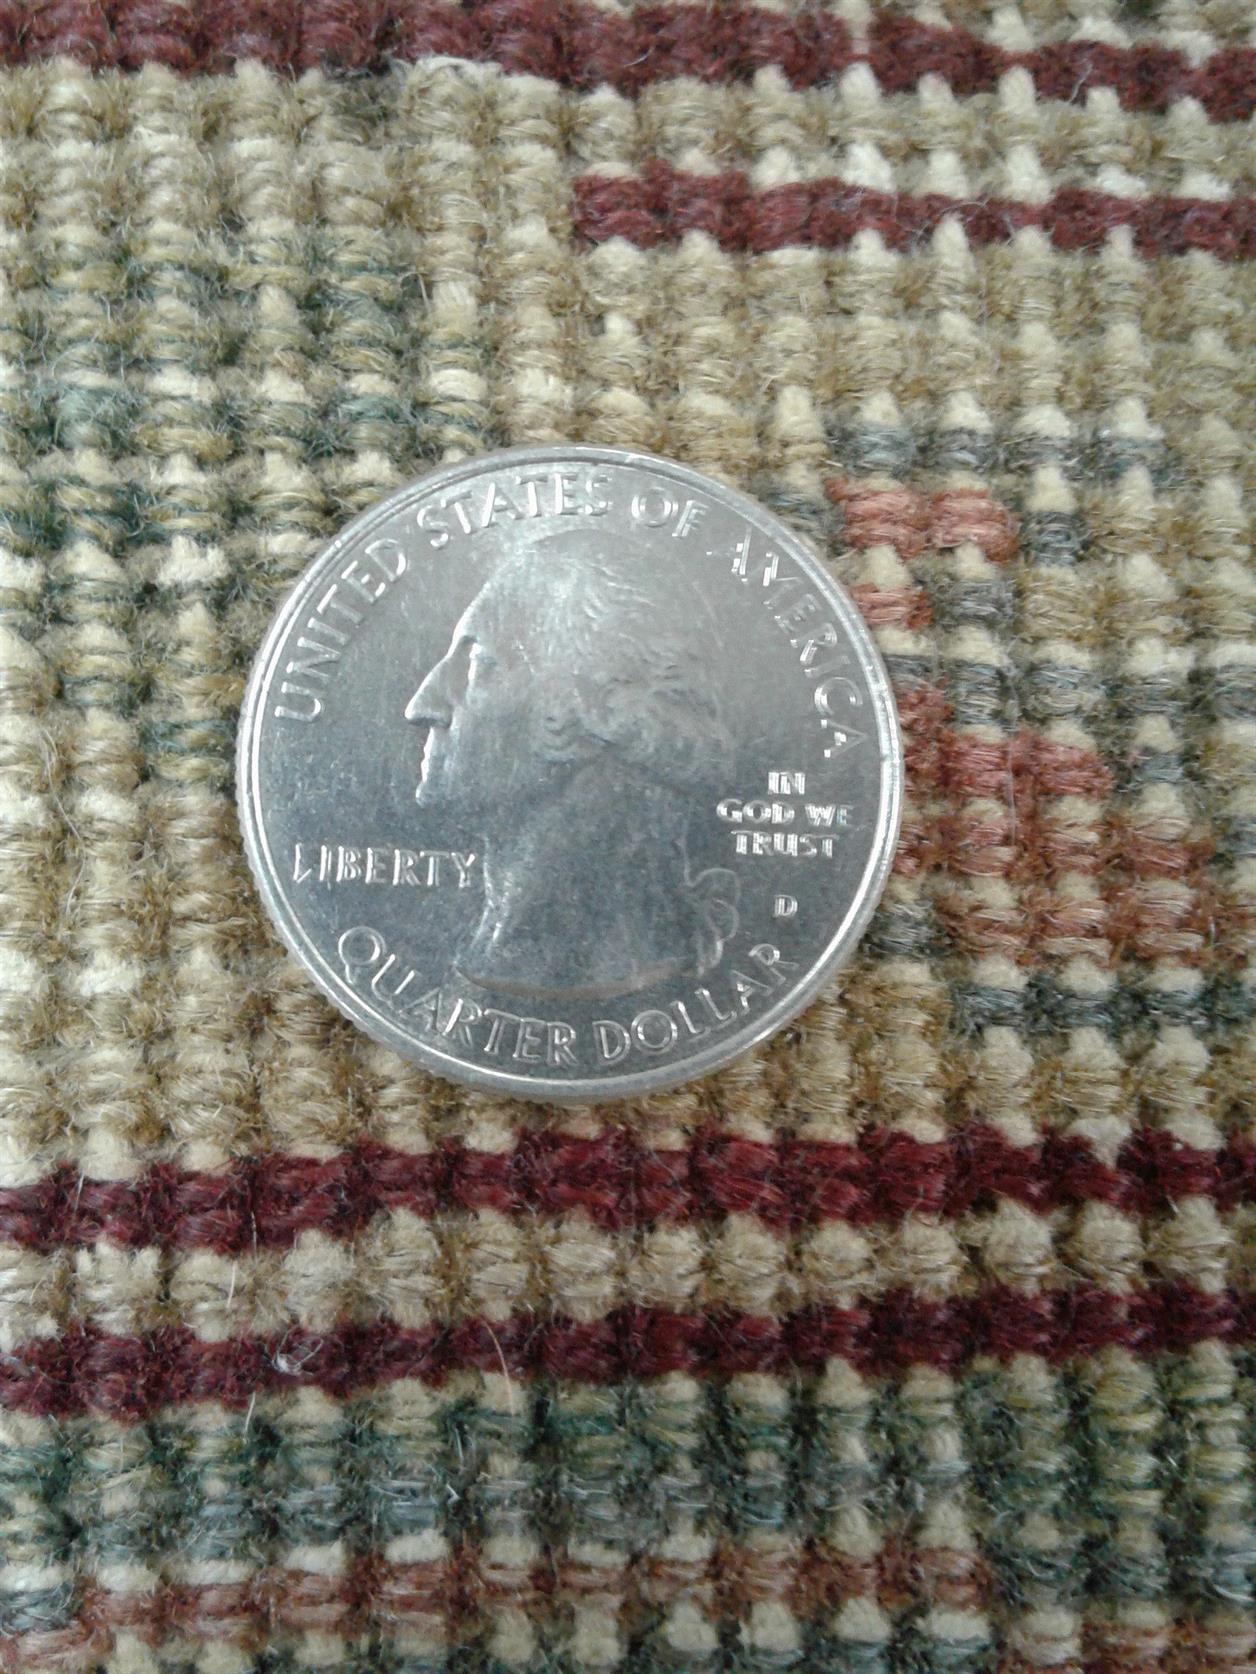 UNITED STATES OF AMERICA
LIBERTY
IN
GOD WE
TRUST
D
QUARTER DOLLAR